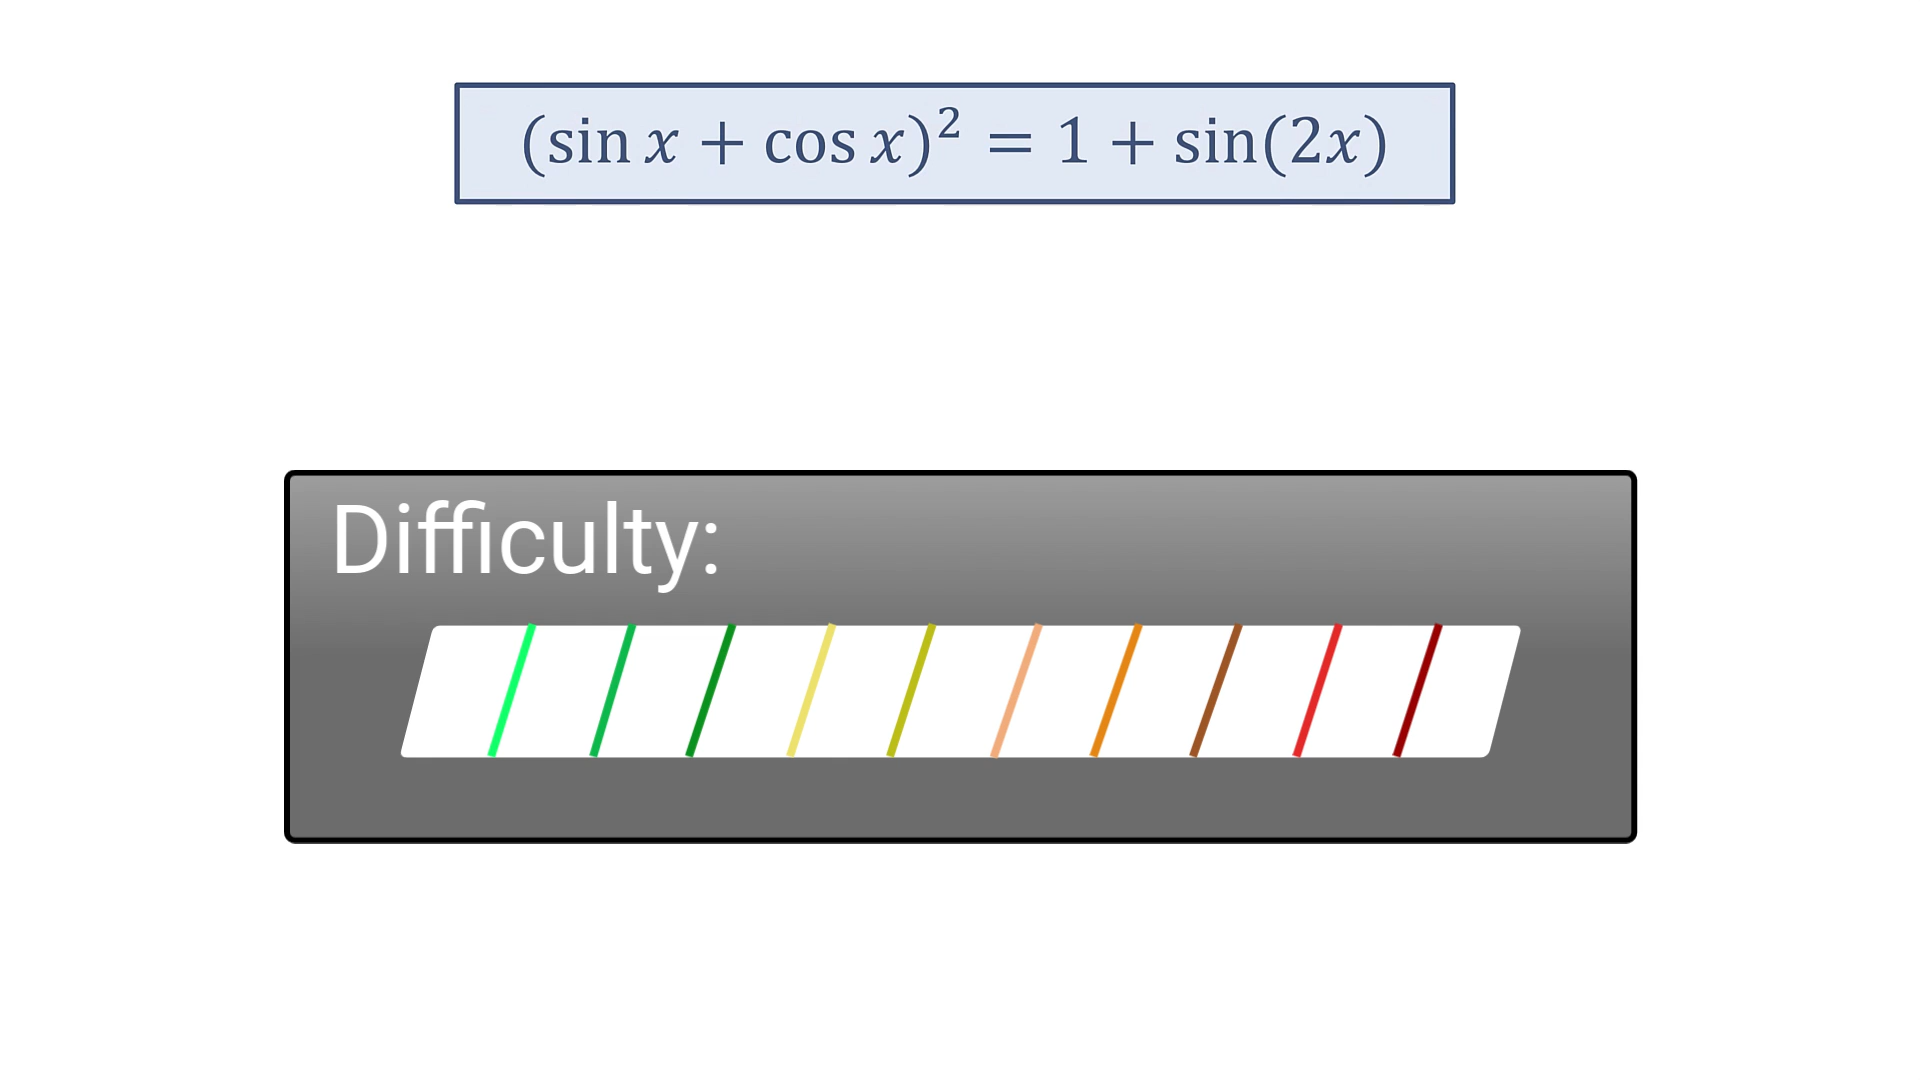 (sin x + cos x)² = 1 + sin(2x)
Difficulty: